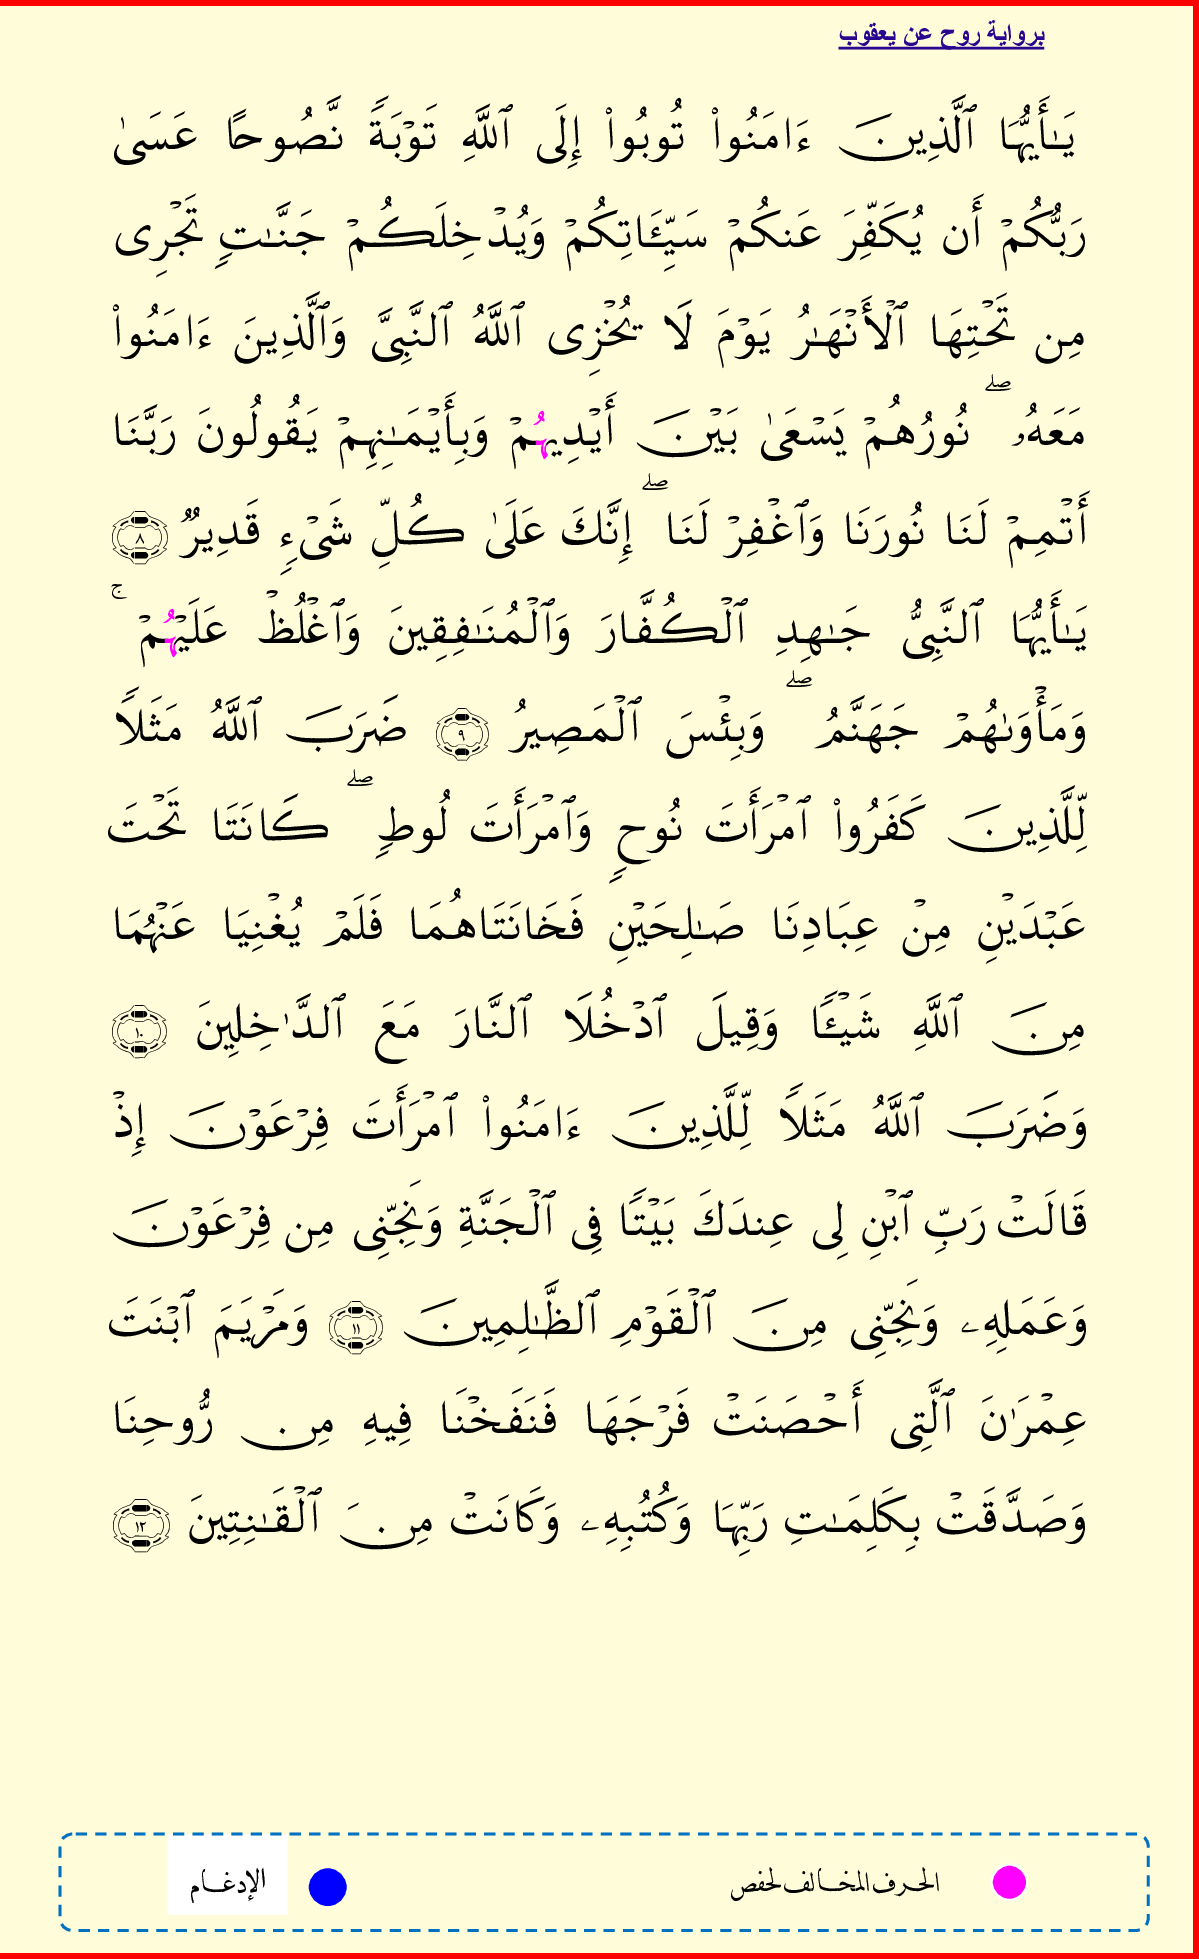 برواية روح عن يعقوب
يَـٰٓأَيُّهَا ٱلَّذِينَ ءَامَنُوا۟ تُوبُوٓا۟ إِلَى ٱللَّهِ تَوْبَةً نَّصُوحًا عَسَىٰ
رَبُّكُمْ أَن يُكَفِّرَ عَنكُمْ سَيِّـَٔاتِكُمْ وَيُدْخِلَكُمْ جَنَّـٰتٍ تَجْرِى
مِن تَحْتِهَا ٱلْأَنْهَـٰرُ يَوْمَ لَا يُخْزِى ٱللَّهُ ٱلنَّبِىَّ وَٱلَّذِينَ ءَامَنُوا۟
مَعَهُۥ ۖ نُورُهُمْ يَسْعَىٰ بَيْنَ أَيْدِيهُمْ وَبِأَيْمَـٰنِهِمْ يَقُولُونَ رَبَّنَا
أَتْمِمْ لَنَا نُورَنَا وَٱغْفِرْ لَنَا ۖ إِنَّكَ عَلَىٰ كُلِّ شَىْءٍ قَدِيرٌ ٨
يَـٰأَيُّهَا ٱلنَّبِىُّ جَـٰهِدِ ٱلْكُفَّارَ وَٱلْمُنَـٰفِقِينَ وَٱغْلُظْ عَلَيْهُمْ ۚ
وَمَأْوَىٰهُمْ جَهَنَّمُ ۖ وَبِئْسَ ٱلْمَصِيرُ ٩ ضَرَبَ ٱللَّهُ مَثَلًا
لِّلَّذِينَ كَفَرُوا۟ ٱمْرَأَتَ نُوحٍ وَٱمْرَأَتَ لُوطٍ ۖ كَانَتَا تَحْتَ
عَبْدَيْنِ مِنْ عِبَادِنَا صَـٰلِحَيْنِ فَخَانَتَاهُمَا فَلَمْ يُغْنِيَا عَنْهُمَا
مِنَ ٱللَّهِ شَيْـًٔا وَقِيلَ ٱدْخُلَا ٱلنَّارَ مَعَ ٱلدَّٰخِلِينَ ١٠
وَضَرَبَ ٱللَّهُ مَثَلًا لِّلَّذِينَ ءَامَنُوا۟ ٱمْرَأَتَ فِرْعَوْنَ إِذْ
قَالَتْ رَبِّ ٱبْنِ لِى عِندَكَ بَيْتًا فِى ٱلْجَنَّةِ وَنَجِّنِى مِن فِرْعَوْنَ
وَعَمَلِهِۦ وَنَجِّنِى مِنَ ٱلْقَوْمِ ٱلظَّـٰلِمِينَ ١١ وَمَرْيَمَ ٱبْنَتَ
عِمْرَٰنَ ٱلَّتِى أَحْصَنَتْ فَرْجَهَا فَنَفَخْنَا فِيهِ مِن رُّوحِنَا
وَصَدَّقَتْ بِكَلِمَـٰتِ رَبِّهَا وَكُتُبِهِۦ وَكَانَتْ مِنَ ٱلْقَـٰنِتِينَ ١٢
الحرف المخالف لحفص
الإدغام